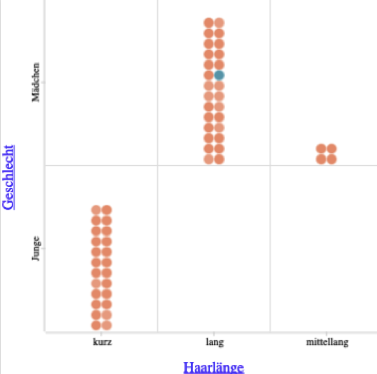 Geschlecht
Mädchen
Junge
kurz
lang
mittellang
Haarlänge